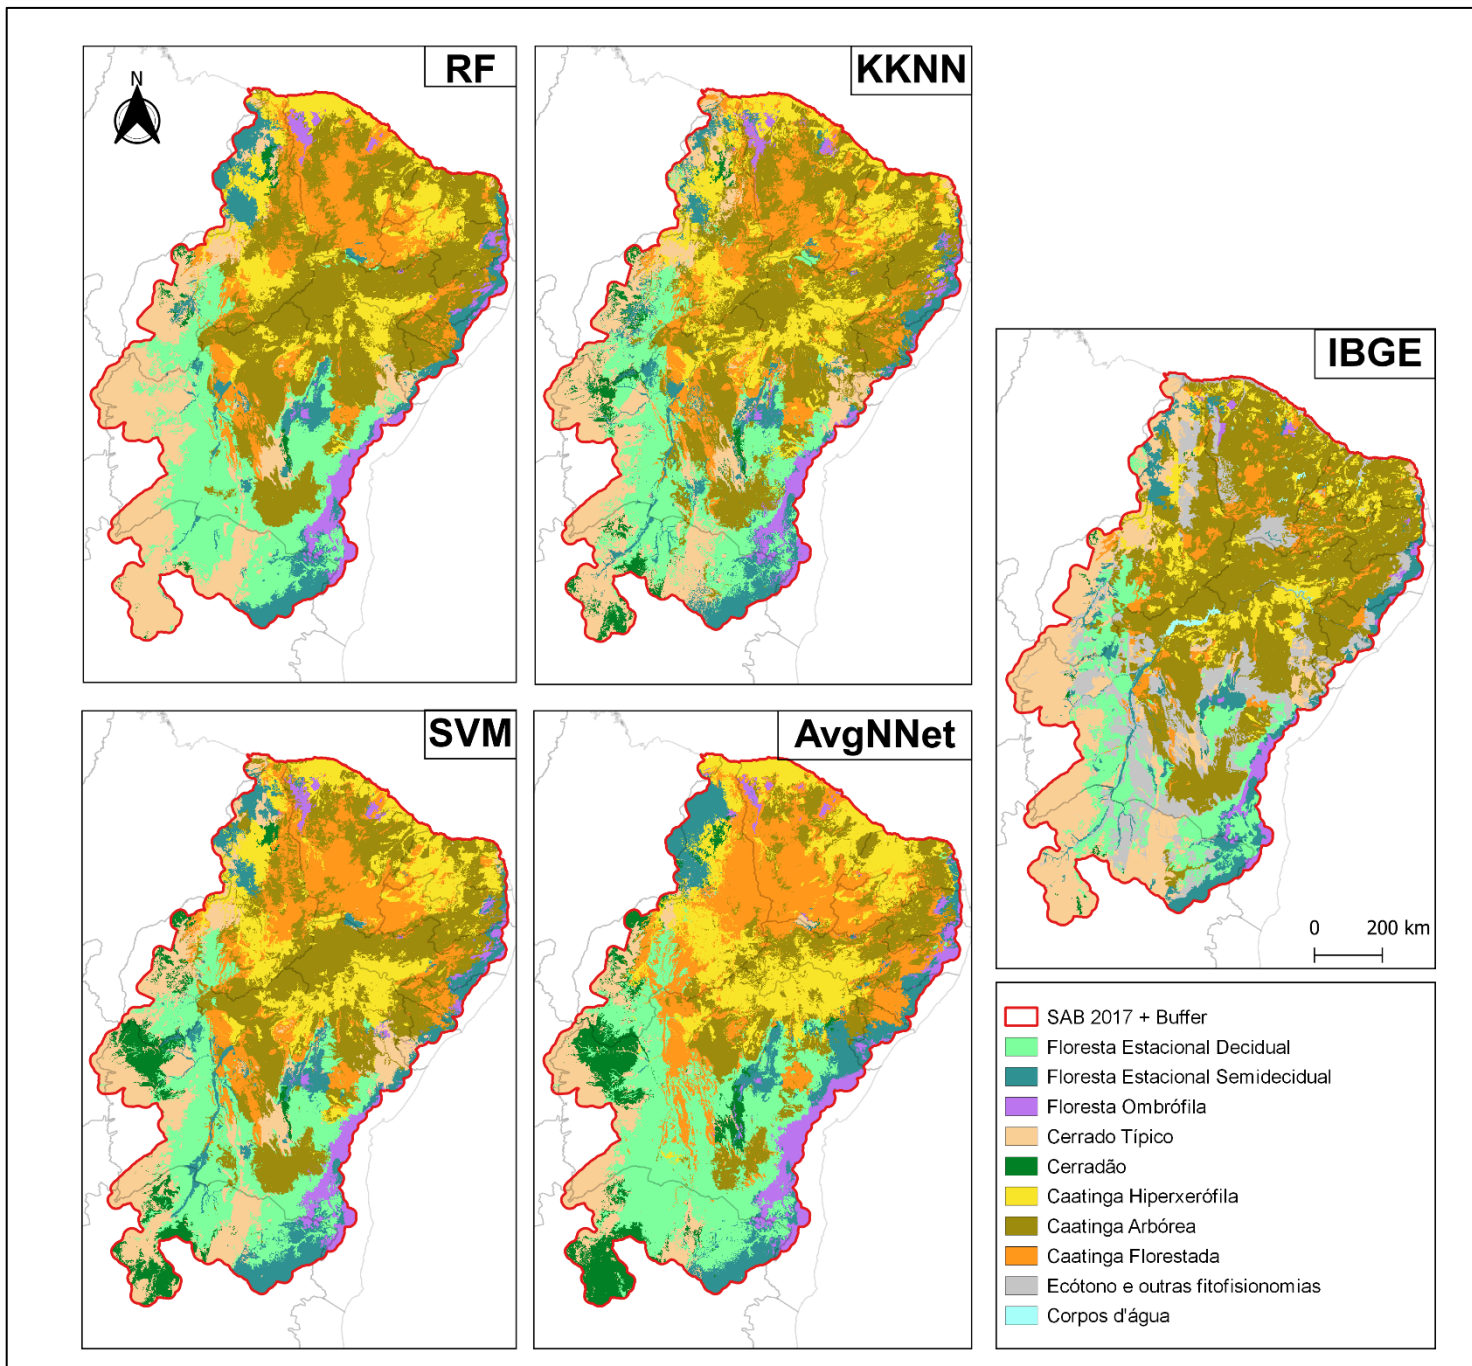 RF
N
KKNN
IBGE
0 200 km
SVM
AvgNNet
SAB 2017 + Buffer
Floresta Estacional Decidual
Floresta Estacional Semidecidual
Floresta Ombrófila
Cerrado Típico
Cerradão
Caatinga Hiperxerófila
Caatinga Arbórea
Caatinga Florestada
Ecótono e outras fitofisionomias
Corpos d'água